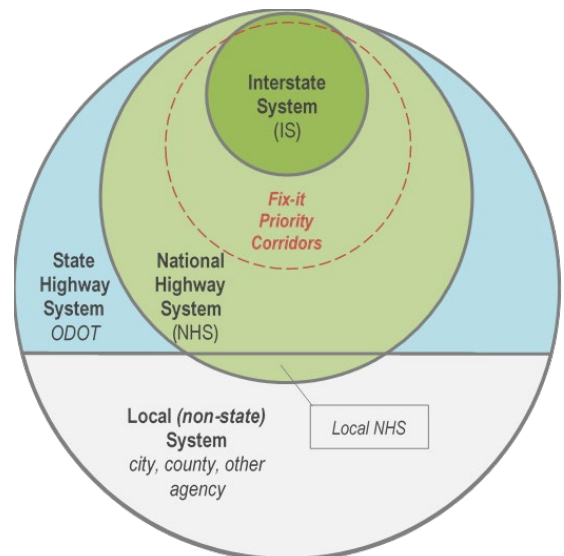 Interstate
System
(IS)
Fix-it
Priority
Corridors
State
Highway
System
ODOT
National
Highway
System
(NHS)
Local (non-state)
System
city, county, other
agency
Local NHS